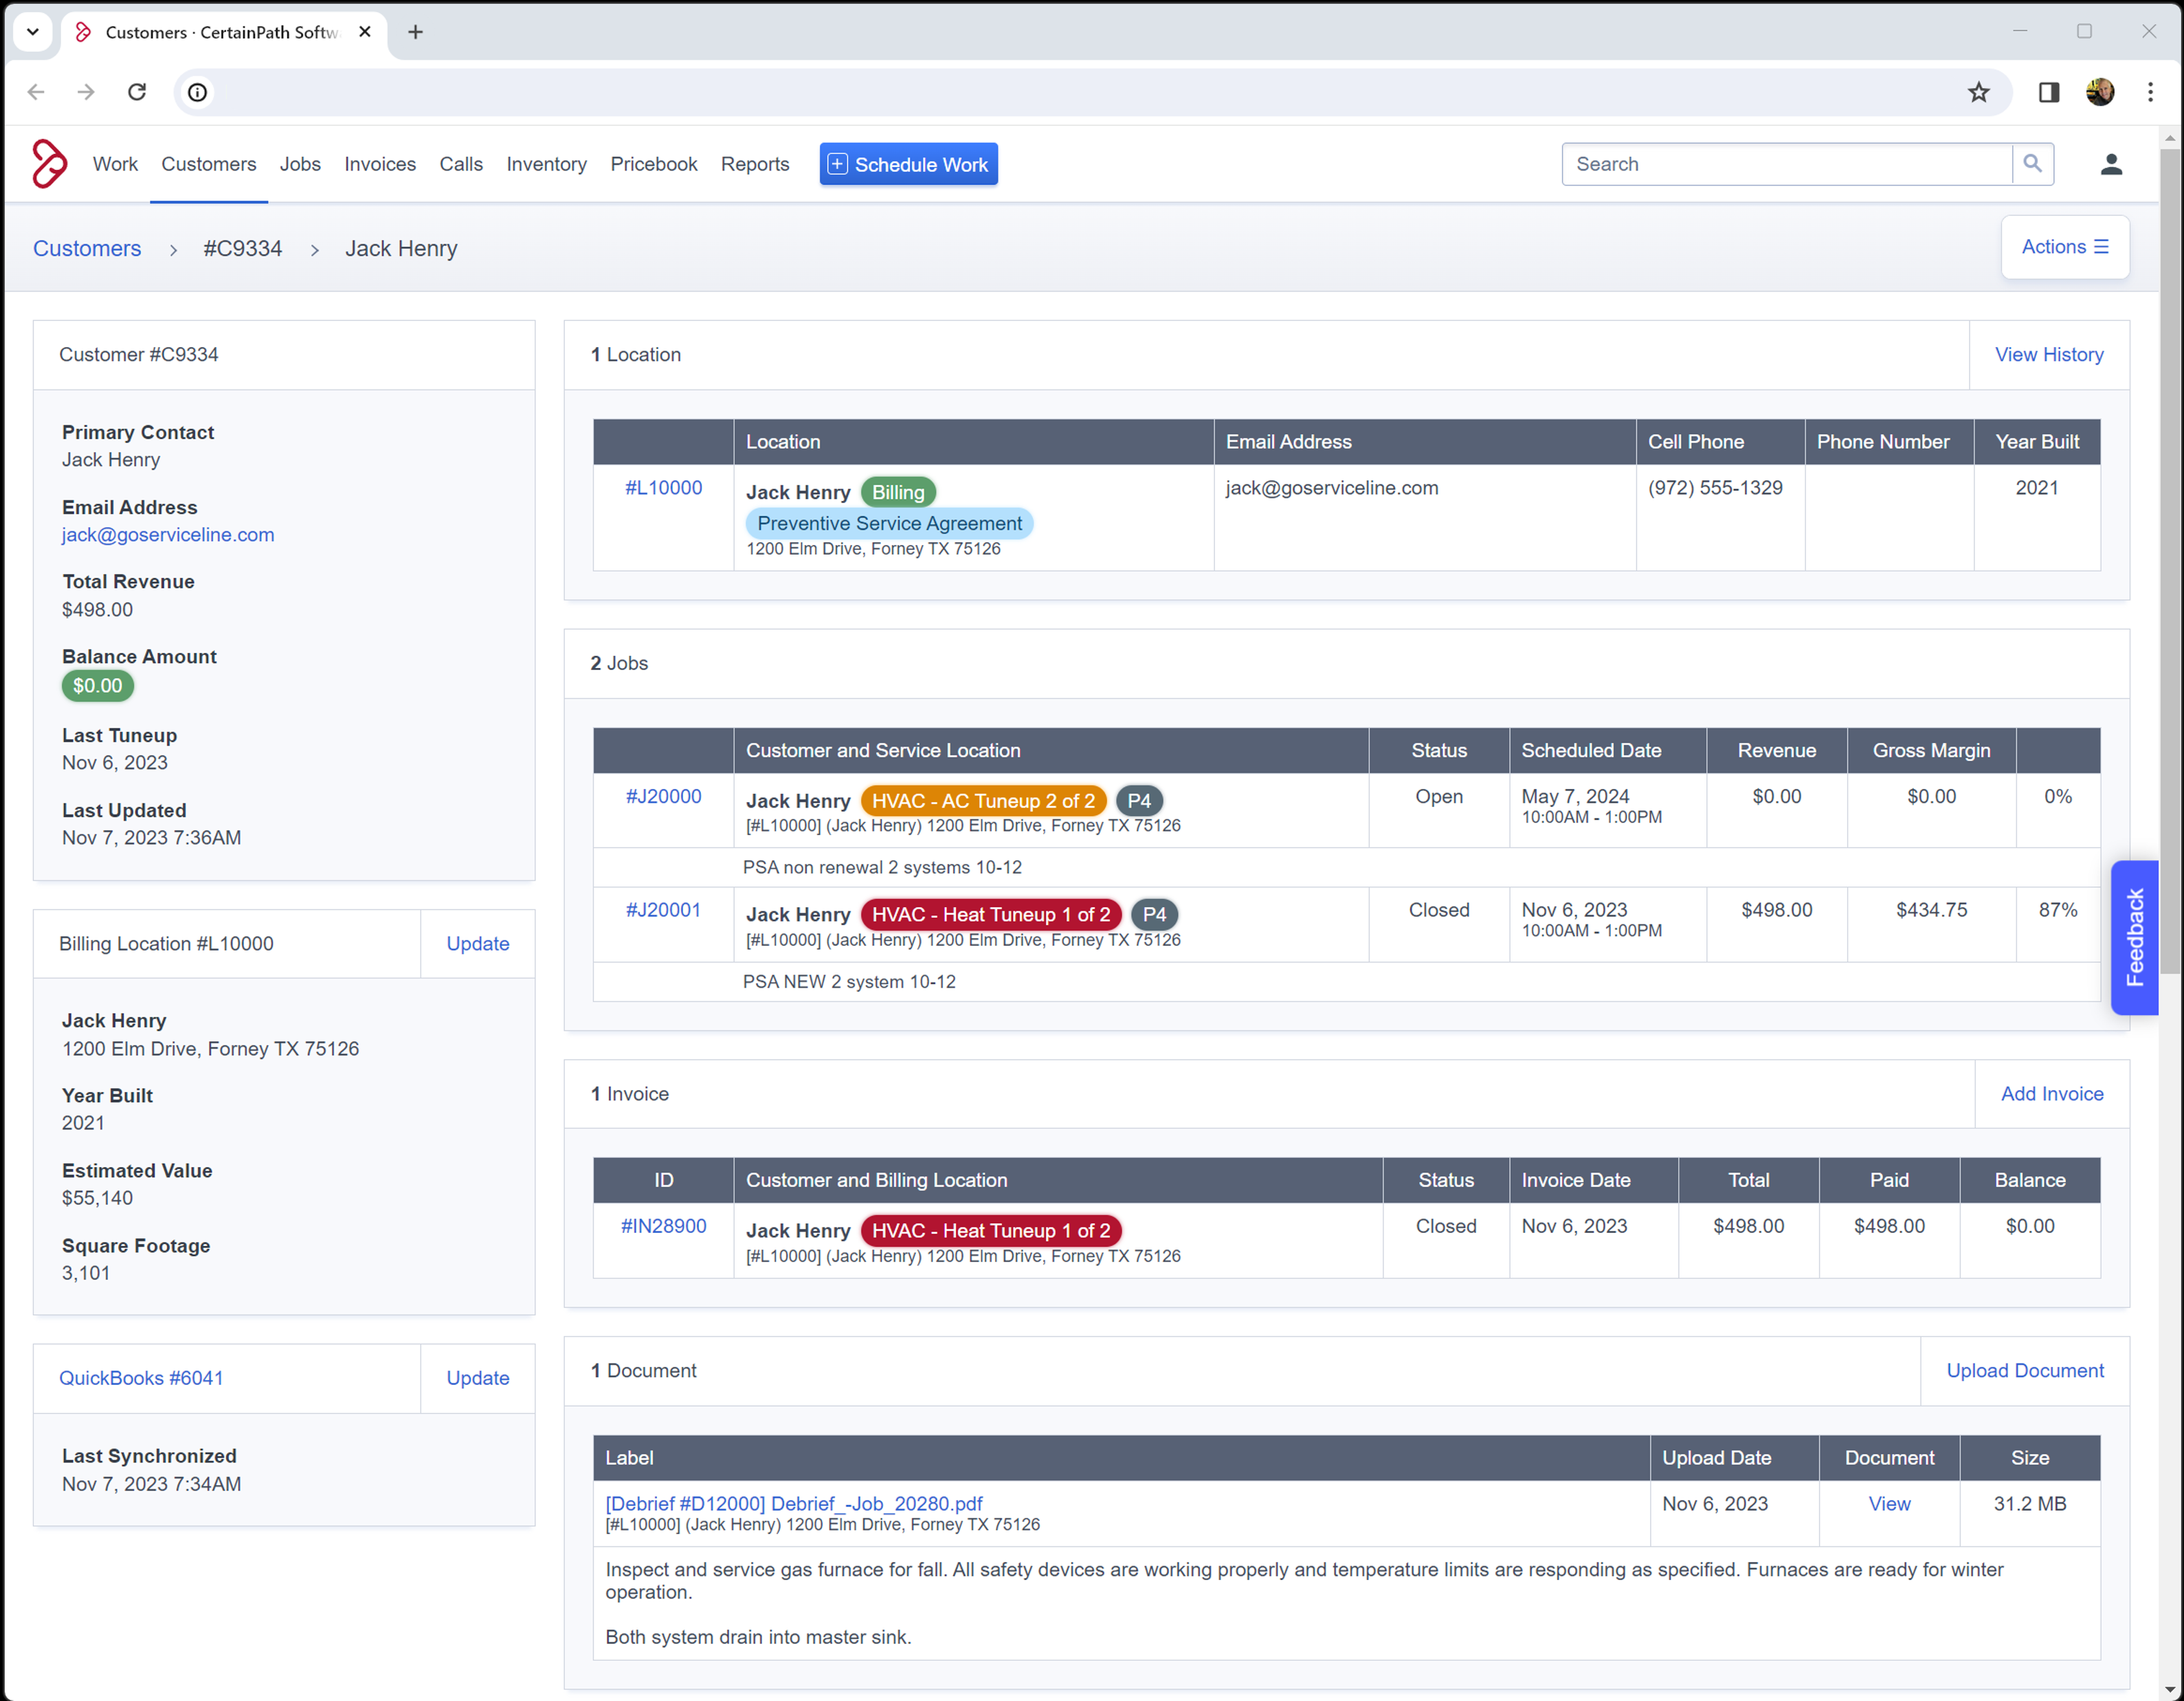 Customers · CertainPath Softw
Work Customers Jobs Invoices Calls Inventory Pricebook Reports Schedule Work Search
Customers > #C9334 > Jack Henry Actions
Customer #C9334
Primary Contact
Jack Henry
Email Address
jack@goserviceline.com
Total Revenue
$498.00
Balance Amount
$0.00
Last Tuneup
Nov 6, 2023
Last Updated
Nov 7, 2023 7:36AM
Billing Location #L10000 Update
Jack Henry
1200 Elm Drive, Forney TX 75126
Year Built
2021
Estimated Value
$55,140
Square Footage
3,101
QuickBooks #6041 Update
Last Synchronized
Nov 7, 2023 7:34AM
1 Location View History
Location Email Address Cell Phone Phone Number Year Built
#L10000 Jack Henry Billing jack@goserviceline.com (972) 555-1329 2021
Preventive Service Agreement
1200 Elm Drive, Forney TX 75126
2 Jobs
Customer and Service Location Status Scheduled Date Revenue Gross Margin
#J20000 Jack Henry HVAC - AC Tuneup 2 of 2 P4 Open May 7, 2024 $0.00 $0.00 0%
[#L10000] (Jack Henry) 1200 Elm Drive, Forney TX 75126 10:00AM - 1:00PM
PSA non renewal 2 systems 10-12
#J20001 Jack Henry HVAC - Heat Tuneup 1 of 2 P4 Closed Nov 6, 2023 $498.00 $434.75 87%
[#L10000] (Jack Henry) 1200 Elm Drive, Forney TX 75126 10:00AM - 1:00PM
PSA NEW 2 system 10-12
Feedback
1 Invoice Add Invoice
ID Customer and Billing Location Status Invoice Date Total Paid Balance
#IN28900 Jack Henry HVAC - Heat Tuneup 1 of 2 Closed Nov 6, 2023 $498.00 $498.00 $0.00
[#L10000] (Jack Henry) 1200 Elm Drive, Forney TX 75126
1 Document Upload Document
Label Upload Date Document Size
[Debrief #D12000] Debrief_-Job_20280.pdf Nov 6, 2023 View 31.2 MB
[#L10000] (Jack Henry) 1200 Elm Drive, Forney TX 75126
Inspect and service gas furnace for fall. All safety devices are working properly and temperature limits are responding as specified. Furnaces are ready for winter
operation.
Both system drain into master sink.